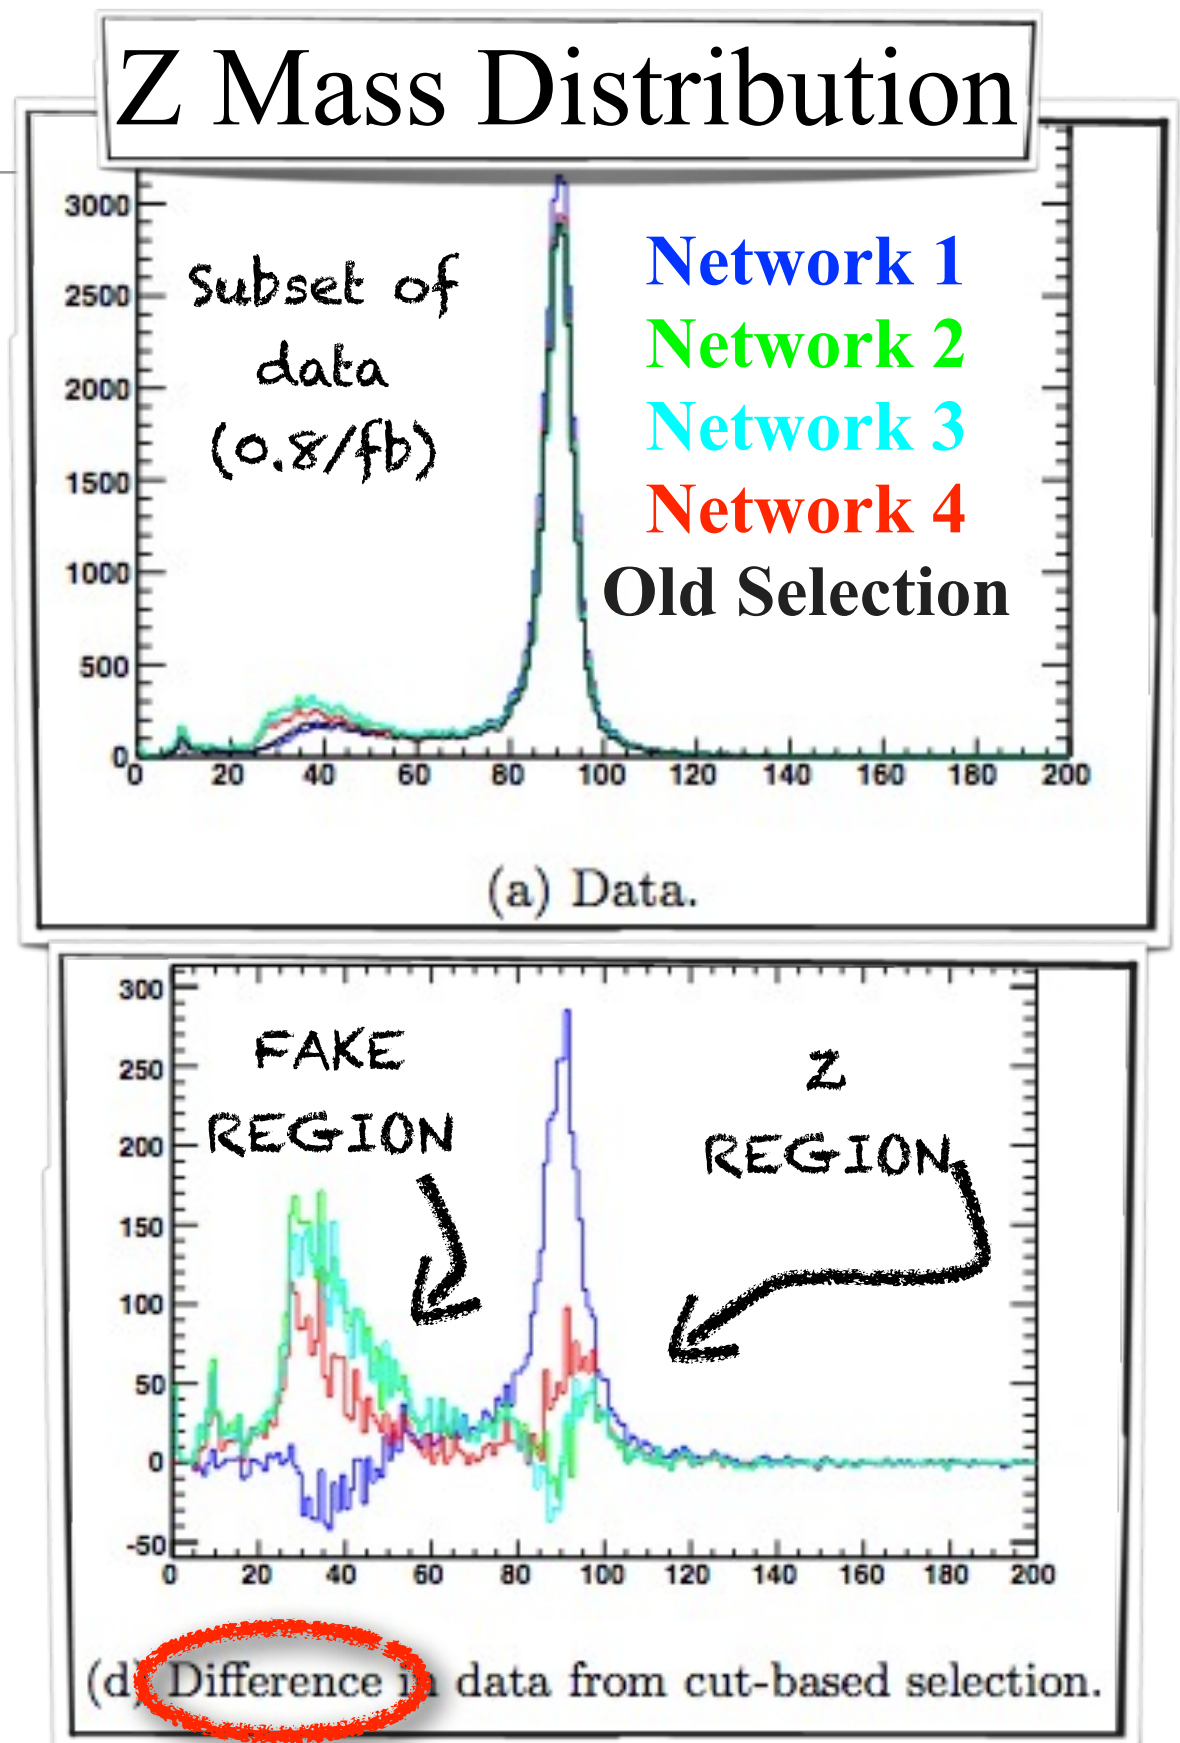 Z Mass Distribution
3000
2500
2000
1500
1000
500
0
Subset of
data
(0.8/fb)
Network 1
Network 2
Network 3
Network 4
Old Selection
0 20 40 60 80 100 120 140 160 180 200
(a) Data.
300
250
200
150
100
50
0
-50
FAKE
REGION
Z
REGION
0 20 40 60 80 100 120 140 160 180 200
(d) Difference in data from cut-based selection.